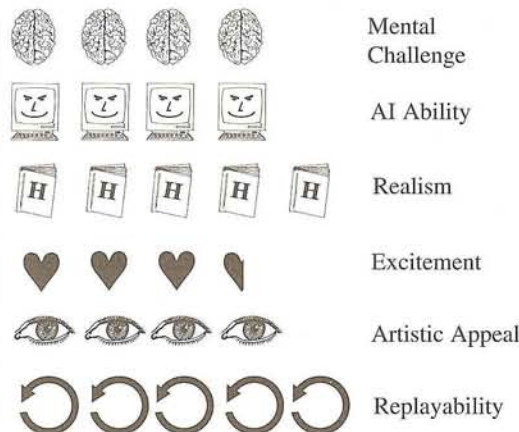 Mental
Challenge
AI Ability
H H H H H
Realism
Excitement
Artistic Appeal
Replayability